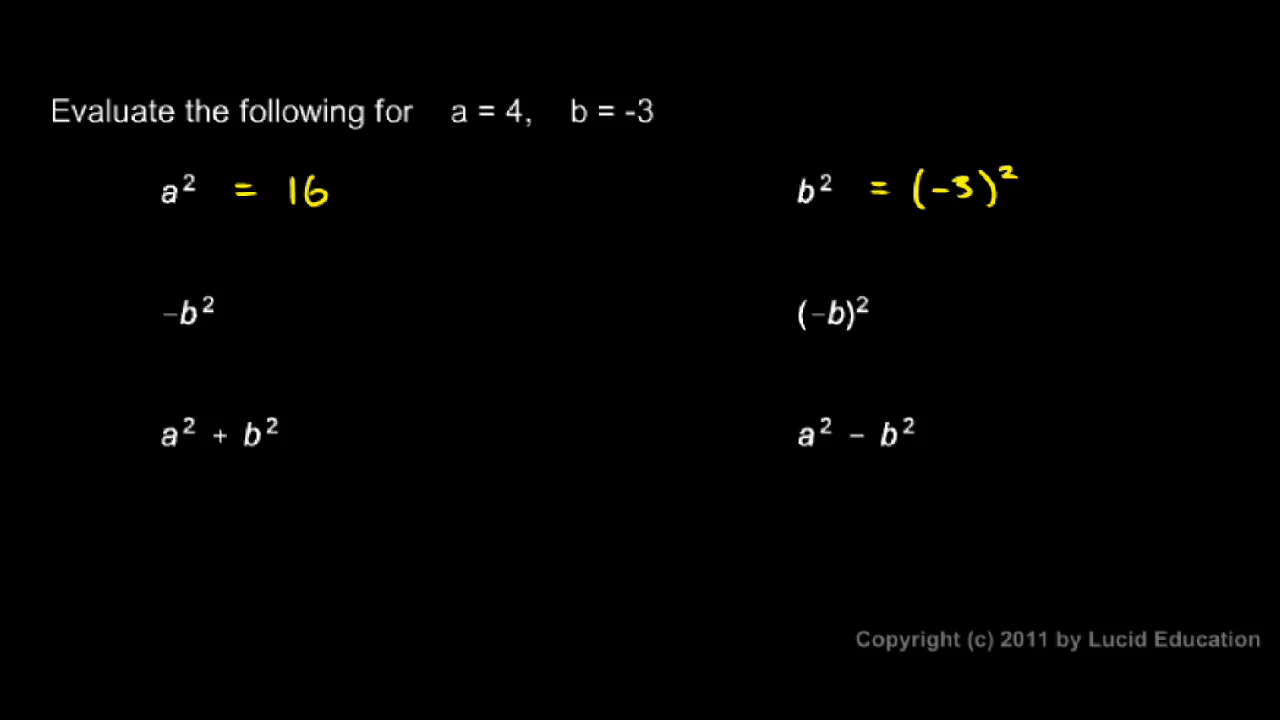 Evaluate the following for a = 4, b = -3
a² = 16 b² = (-3)²
–b² (–b)²
a² + b² a² – b²
Copyright (c) 2011 by Lucid Education